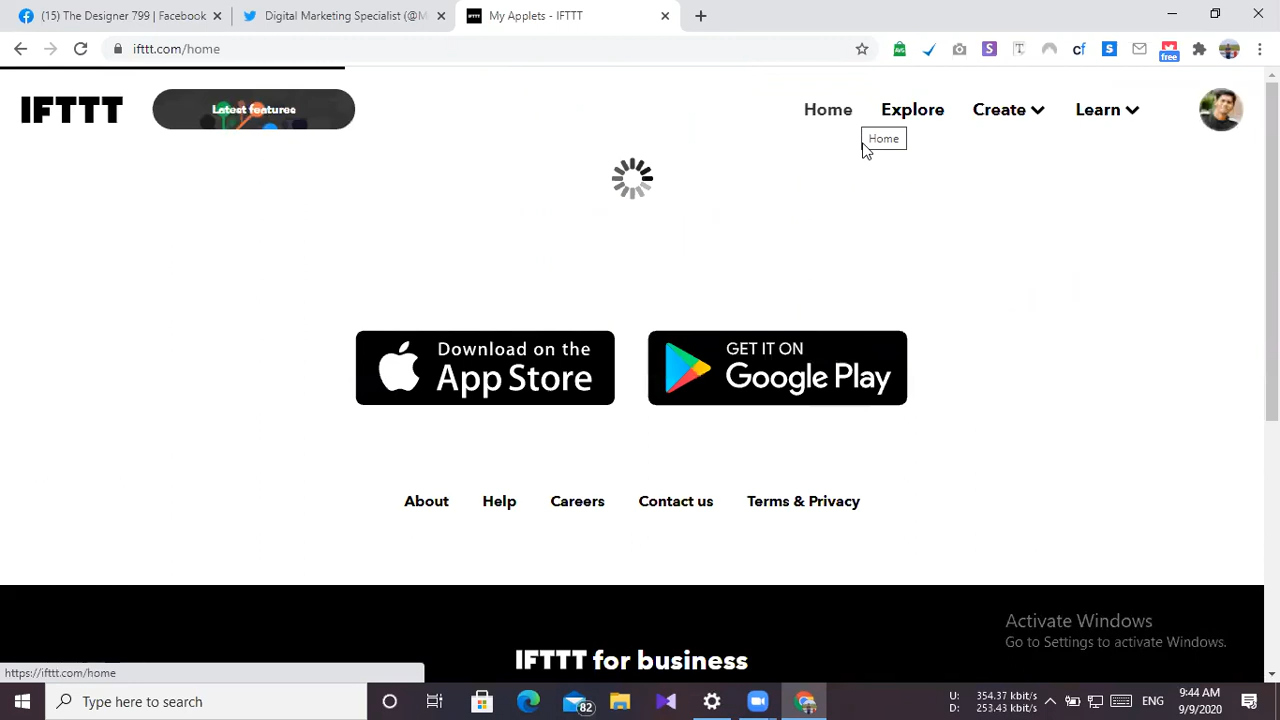 (15) The Designer 799 | Facebook
Digital Marketing Specialist (@M
My Applets - IFTTT
ifttt.com/home
free
IFTTT
Latest features
Home
Explore
Create
Learn
Home
Download on the
App Store
GET IT ON
Google Play
About
Help
Careers
Contact us
Terms & Privacy
IFTTT for business
Activate Windows
Go to Settings to activate Windows.
https://ifttt.com/home
Type here to search
82
U: 354.37 kbit/s
D: 253.43 kbit/s
ENG
9:44 AM
9/9/2020